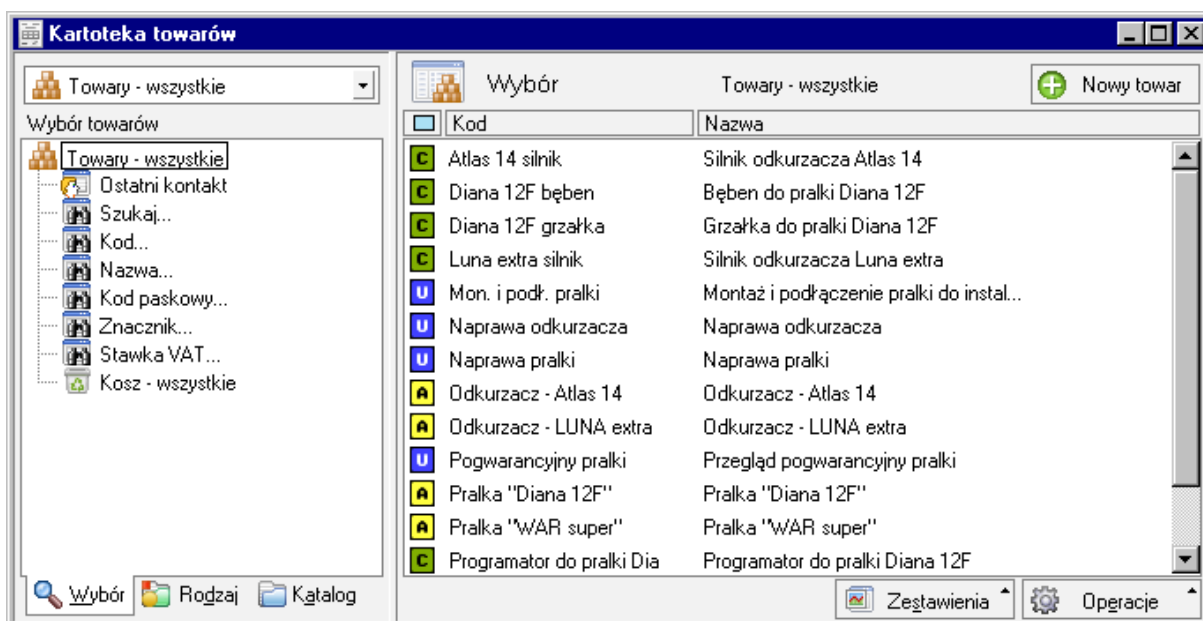 Kartoteka towarów
Towary - wszystkie
Wybór towarów
Towary - wszystkie
Ostatni kontakt
Szukaj...
Kod...
Nazwa...
Kod paskowy...
Znacznik...
Stawka VAT...
Kosz - wszystkie
Wybór Rodzaj Katalog
Wybór Towary - wszystkie Nowy towar
Kod Nazwa
C Atlas 14 silnik Silnik odkurzacza Atlas 14
C Diana 12F bęben Bęben do pralki Diana 12F
C Diana 12F grzałka Grzałka do pralki Diana 12F
C Luna extra silnik Silnik odkurzacza Luna extra
U Mon. i podł. pralki Montaż i podłączenie pralki do instal...
U Naprawa odkurzacza Naprawa odkurzacza
U Naprawa pralki Naprawa pralki
A Odkurzacz - Atlas 14 Odkurzacz - Atlas 14
A Odkurzacz - LUNA extra Odkurzacz - LUNA extra
U Pogwarancyjny pralki Przegląd pogwarancyjny pralki
A Pralka "Diana 12F" Pralka "Diana 12F"
A Pralka "WAR super" Pralka "WAR super"
C Programator do pralki Dia Programator do pralki Diana 12F
Zestawienia Operacje